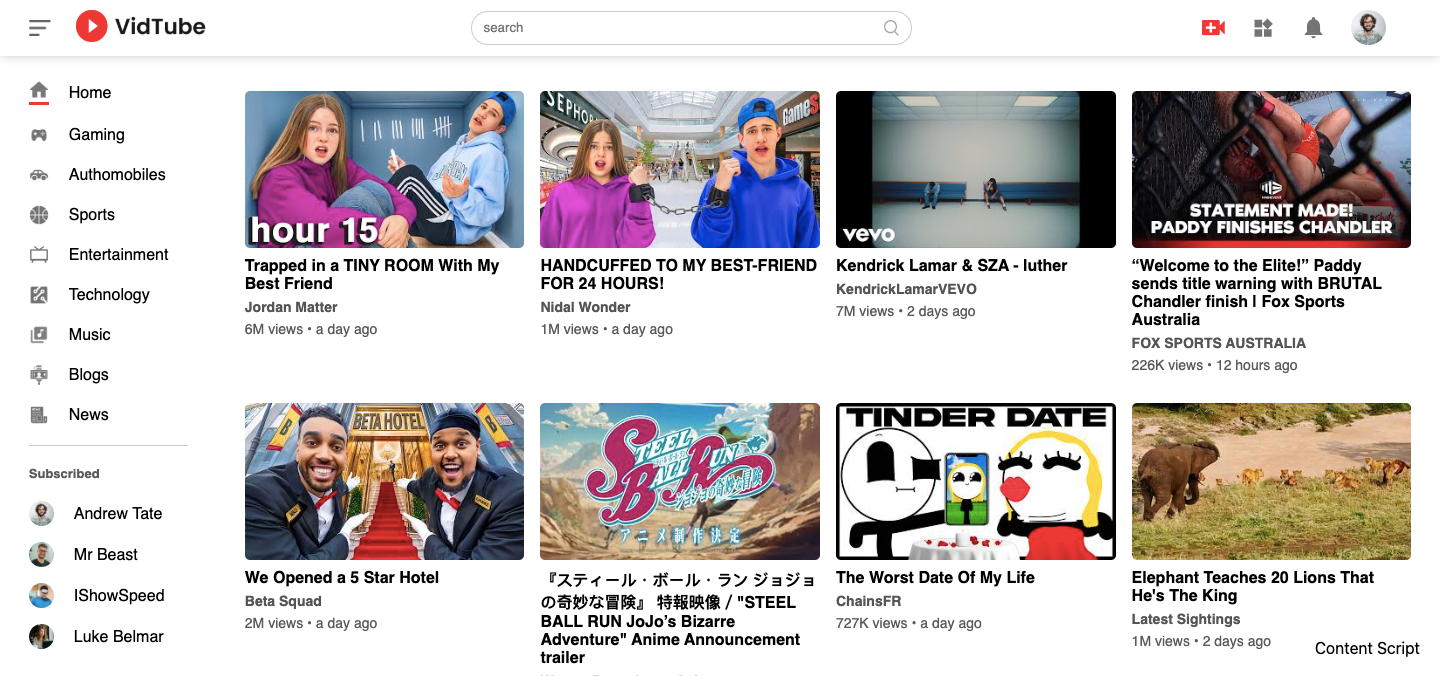 VidTube
search
Home
Gaming
Authomobiles
Sports
Entertainment
Technology
Music
Blogs
News
Subscribed
Andrew Tate
Mr Beast
IShowSpeed
Luke Belmar
hour 15
Trapped in a TINY ROOM With My
Best Friend
Jordan Matter
6M views • a day ago
SEPHORA
GameS
HANDCUFFED TO MY BEST-FRIEND
FOR 24 HOURS!
Nidal Wonder
1M views • a day ago
vevo
Kendrick Lamar & SZA - luther
KendrickLamarVEVO
7M views • 2 days ago
STATEMENT MADE!
PADDY FINISHES CHANDLER
“Welcome to the Elite!” Paddy
sends title warning with BRUTAL
Chandler finish | Fox Sports
Australia
FOX SPORTS AUSTRALIA
226K views • 12 hours ago
B
BETA HOTEL
B
We Opened a 5 Star Hotel
Beta Squad
2M views • a day ago
STEEL
BALL RUN
ジョジョの奇妙な冒険
アニメ制作決定
『スティール・ボール・ラン ジョジョ
の奇妙な冒険』 特報映像 / "STEEL
BALL RUN JoJo’s Bizarre
Adventure" Anime Announcement
trailer
TINDER DATE
The Worst Date Of My Life
ChainsFR
727K views • a day ago
Elephant Teaches 20 Lions That
He's The King
Latest Sightings
1M views • 2 days ago
Content Script